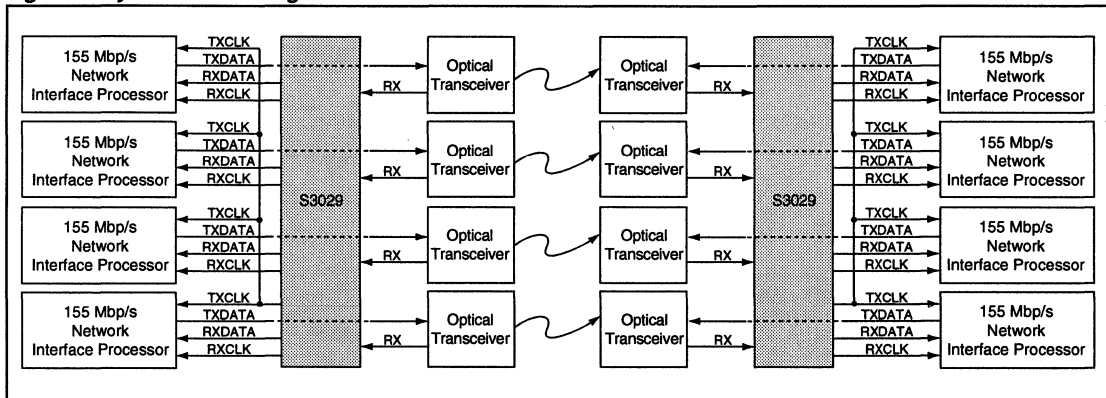 155 Mbp/s
Network
Interface Processor
TXCLK
TXDATA
RXDATA
RXCLK
RX
Optical
Transceiver
Optical
Transceiver
RX
TXCLK
TXDATA
RXDATA
RXCLK
155 Mbp/s
Network
Interface Processor
155 Mbp/s
Network
Interface Processor
TXCLK
TXDATA
RXDATA
RXCLK
RX
Optical
Transceiver
Optical
Transceiver
RX
TXCLK
TXDATA
RXDATA
RXCLK
155 Mbp/s
Network
Interface Processor
S3029
S3029
155 Mbp/s
Network
Interface Processor
TXCLK
TXDATA
RXDATA
RXCLK
RX
Optical
Transceiver
Optical
Transceiver
RX
TXCLK
TXDATA
RXDATA
RXCLK
155 Mbp/s
Network
Interface Processor
155 Mbp/s
Network
Interface Processor
TXCLK
TXDATA
RXDATA
RXCLK
RX
Optical
Transceiver
Optical
Transceiver
RX
TXCLK
TXDATA
RXDATA
RXCLK
155 Mbp/s
Network
Interface Processor